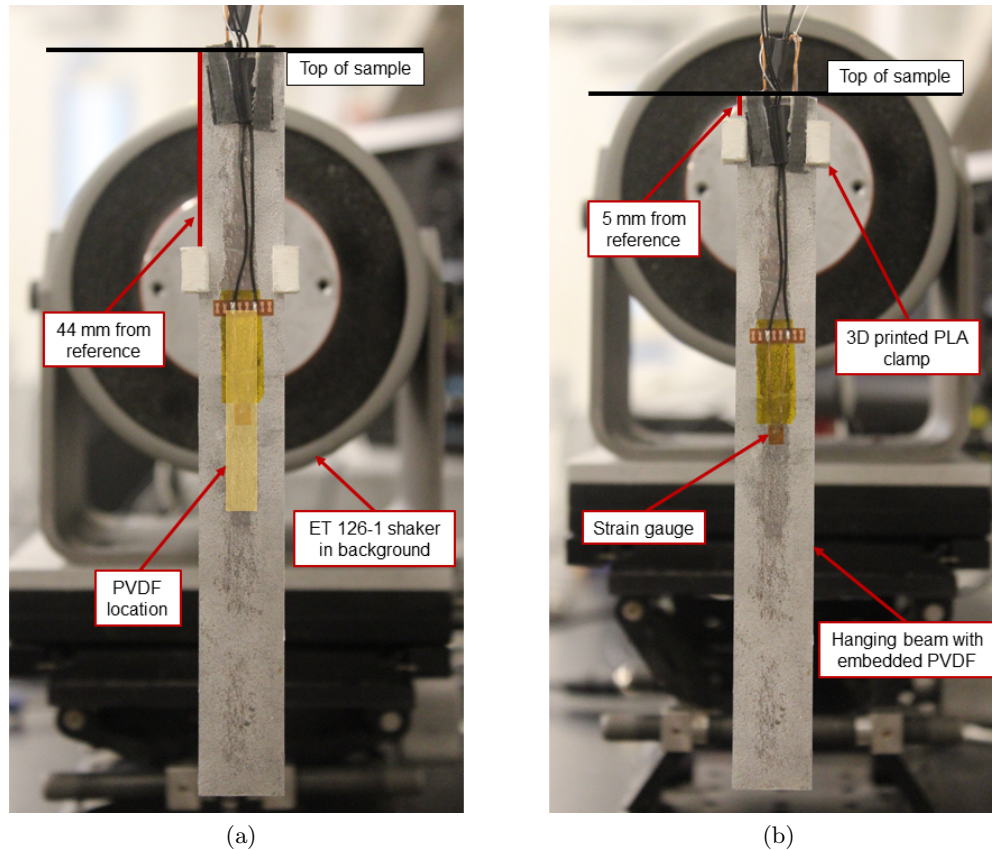 Top of sample
44 mm from
reference
PVDF
location
ET 126-1 shaker
in background
(a)
Top of sample
5 mm from
reference
3D printed PLA
clamp
Strain gauge
Hanging beam with
embedded PVDF
(b)